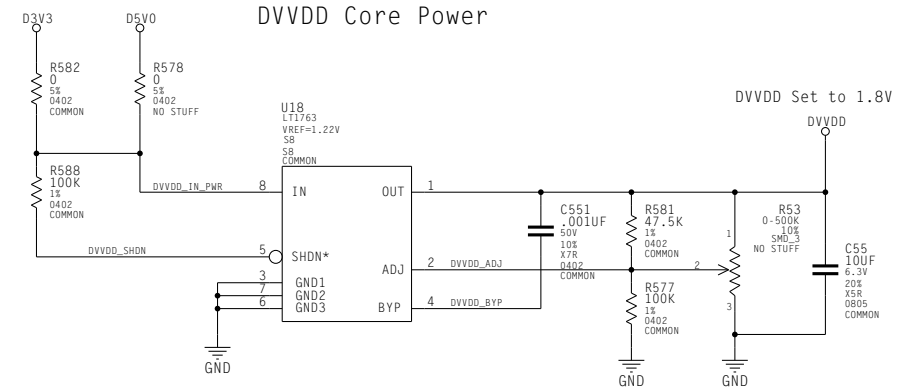 DVVDD Core Power
D3V3
D5V0
R582
0
5%
0402
COMMON
R578
0
5%
0402
NO STUFF
R588
100K
1%
0402
COMMON
DVVDD_IN_PWR
DVVDD_SHDN
U18
LT1763
VREF=1.22V
S8
S8
COMMON
8 IN
OUT 1
5 SHDN*
ADJ 2
3 GND1
7 GND2
6 GND3
BYP 4
GND
DVVDD_ADJ
DVVDD_BYP
C551
.001UF
50V
10%
X7R
0402
COMMON
R581
47.5K
1%
0402
COMMON
R577
100K
1%
0402
COMMON
GND
DVVDD Set to 1.8V
DVVDD
R53
0-500K
10%
SMD_3
NO STUFF
1
2
3
GND
C55
10UF
6.3V
20%
X5R
0805
COMMON